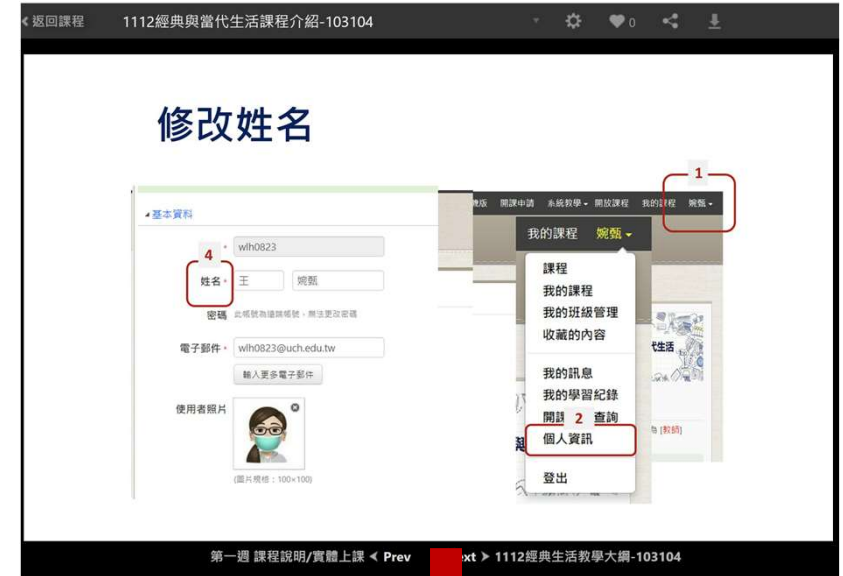 返回課程
1112經典與當代生活課程介紹-103104
0
修改姓名
基本資料
4
wlh0823
姓名
王
婉甄
密碼
此帳號為遠端帳號，無法更改密碼
電子郵件
wlh0823@uch.edu.tw
輸入更多電子郵件
使用者照片
(圖片規格：100×100)
1
開課申請 系統教學 開放課程 我的課程 婉甄
我的課程 婉甄
課程
我的課程
我的班級管理
收藏的內容
我的訊息
我的學習紀錄
2
查詢
個人資訊
登出
代生活
[教師]
第一週 課程說明/實體上課 Prev
1112經典生活教學大綱-103104